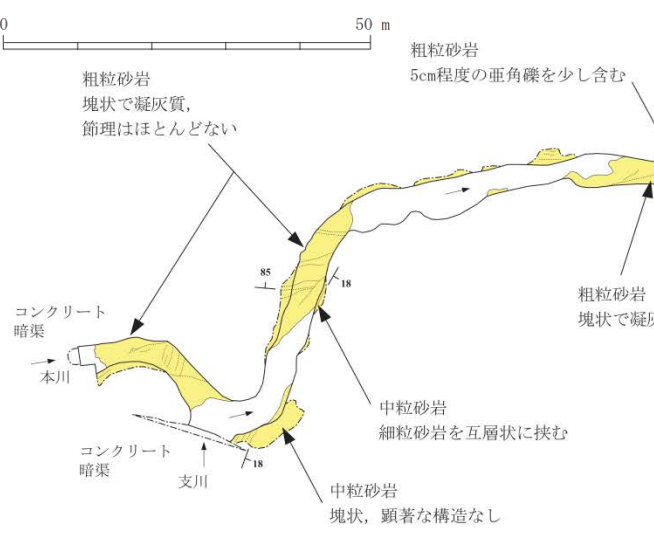 0
50 m
粗粒砂岩
5cm程度の亜角礫を少し含む
粗粒砂岩
塊状で凝灰質，
節理はほとんどない
85
18
コンクリート
暗渠
本川
粗粒砂岩
塊状で凝
中粒砂岩
細粒砂岩を互層状に挟む
コンクリート
暗渠
支川
18
中粒砂岩
塊状，顕著な構造なし